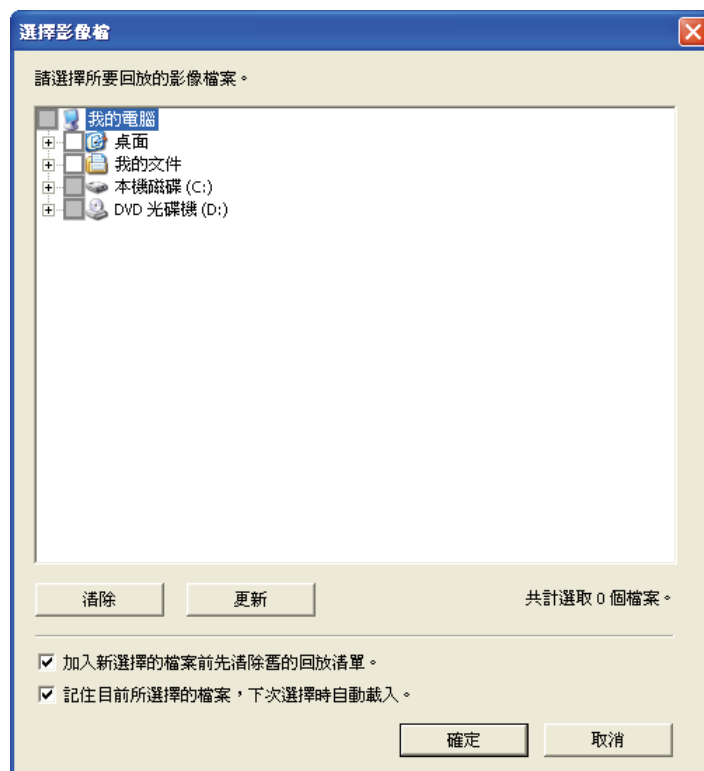 選擇影像檔
請選擇所要回放的影像檔案。
我的電腦
桌面
我的文件
本機磁碟 (C:)
DVD 光碟機 (D:)
清除 更新 共計選取 0 個檔案。
加入新選擇的檔案前先清除舊的回放清單。
記住目前所選擇的檔案，下次選擇時自動載入。
確定 取消